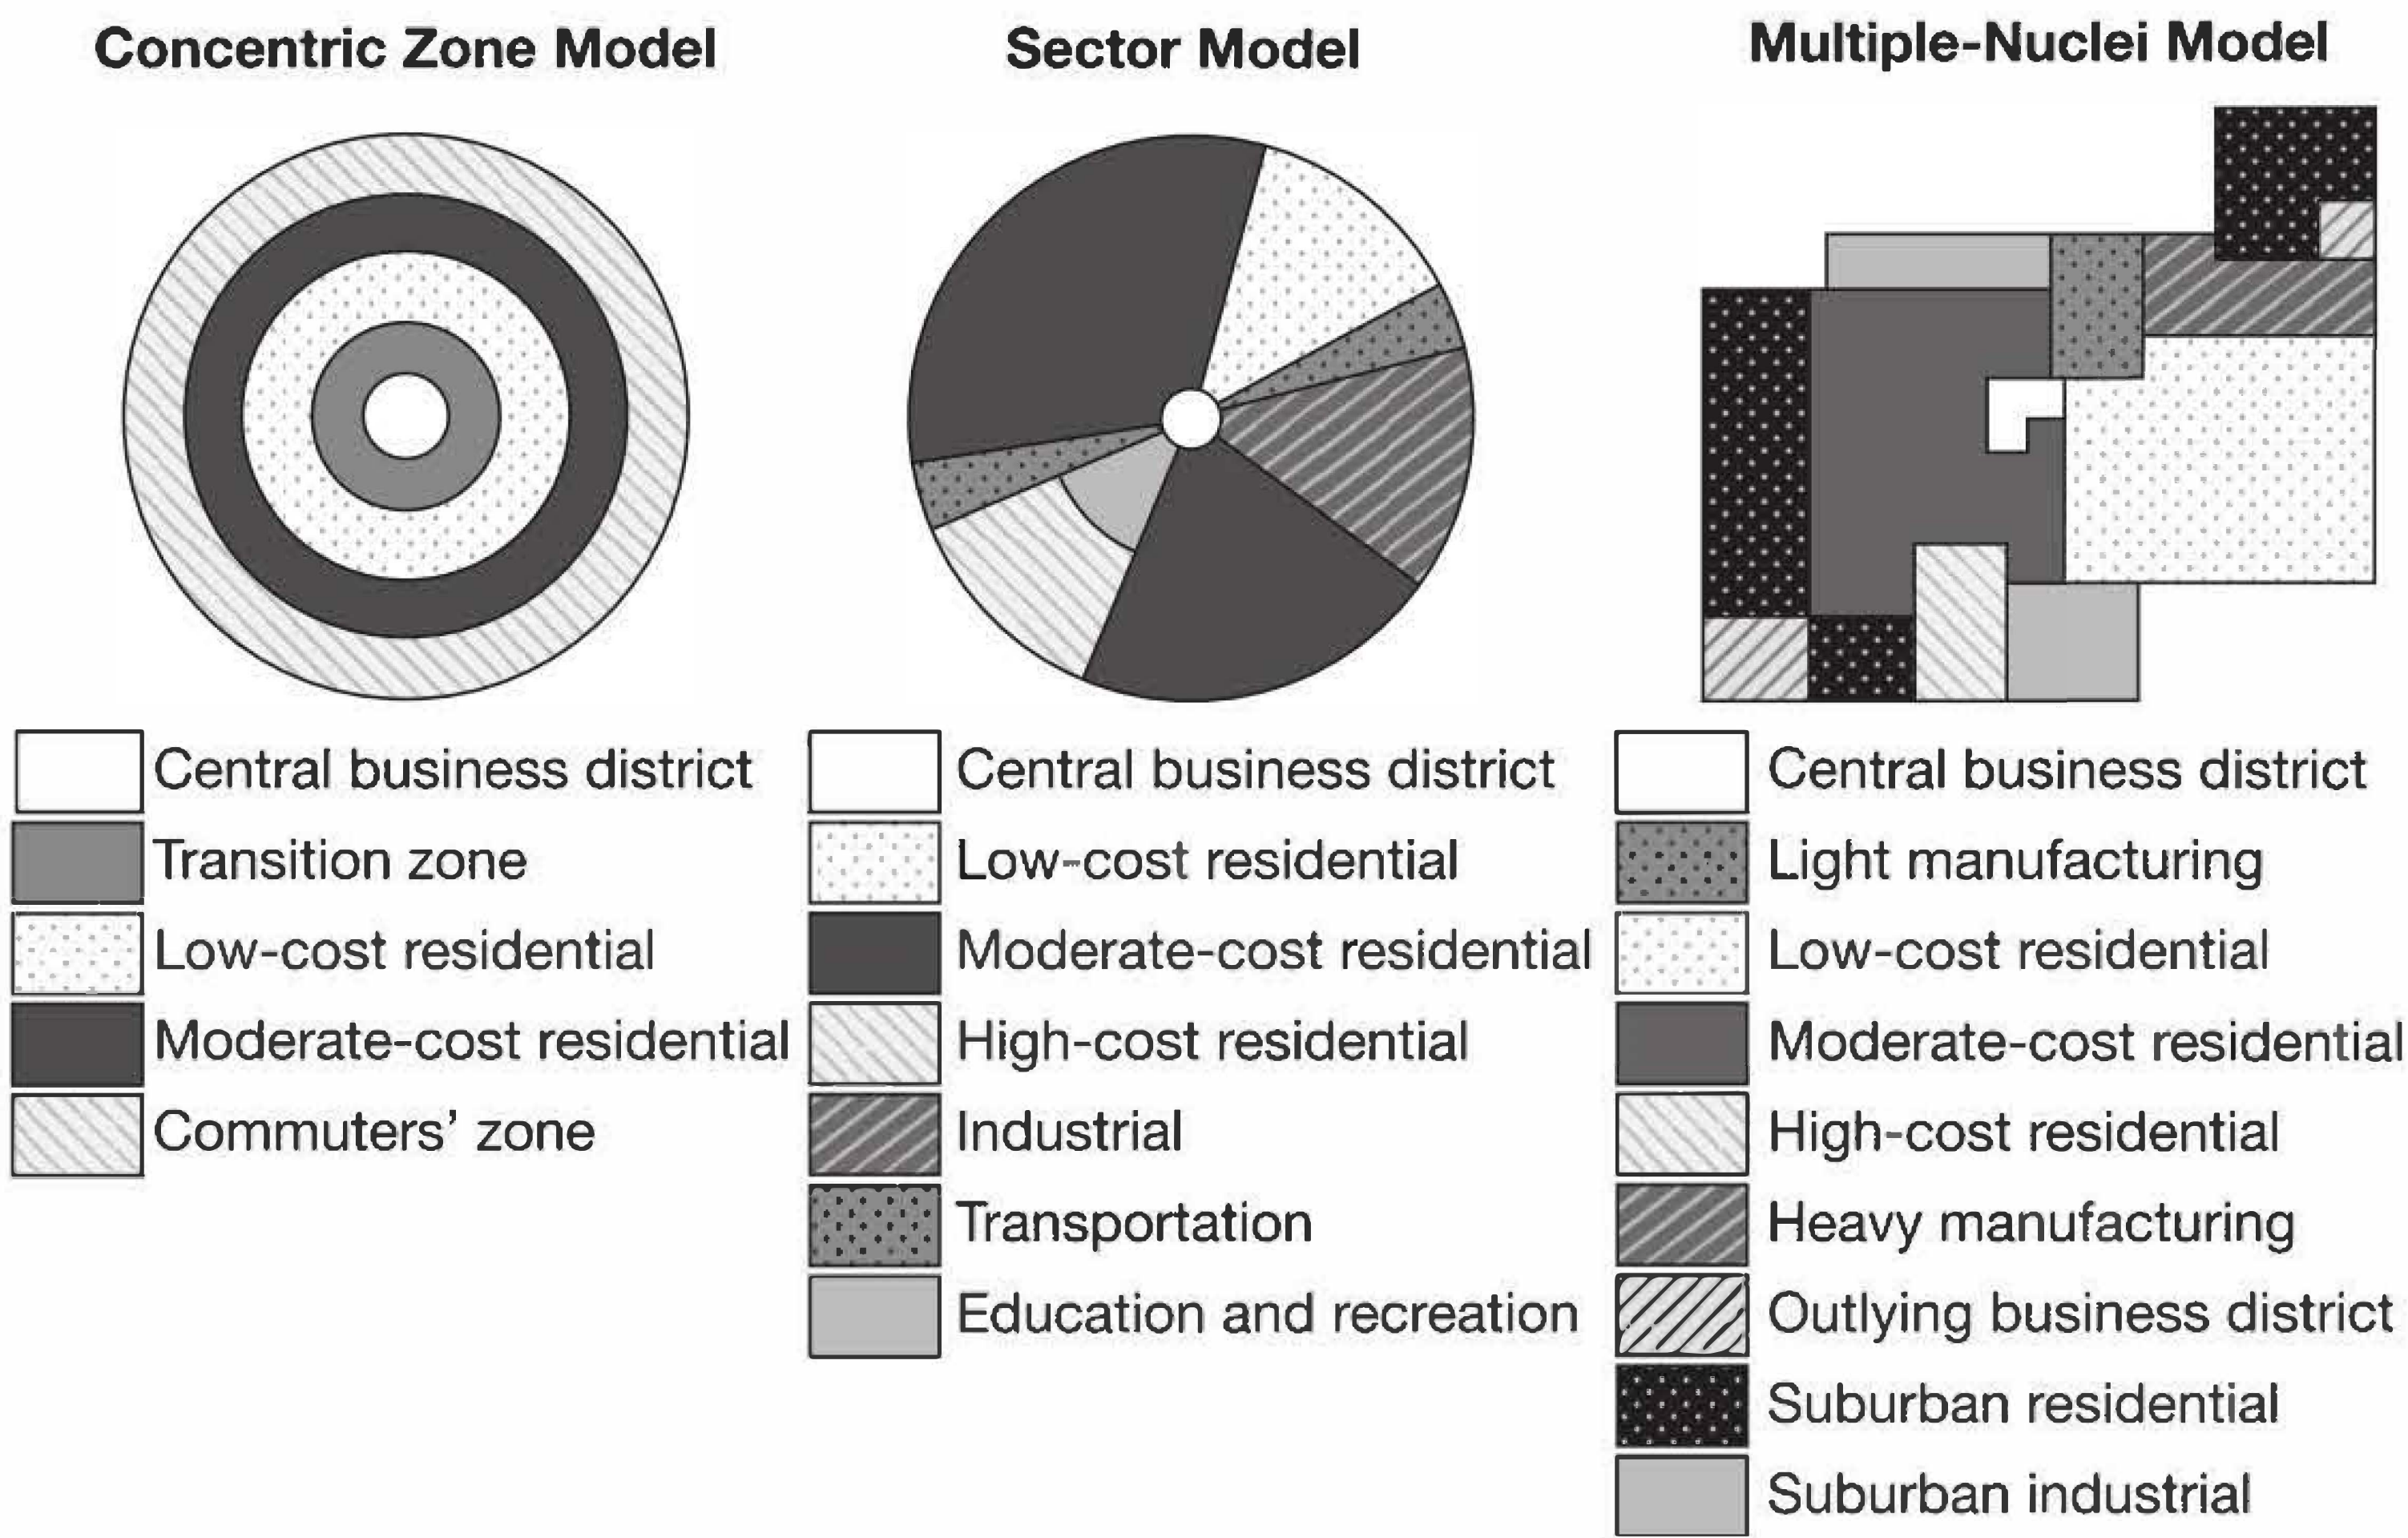 Concentric Zone Model
Central business district
Transition zone
Low-cost residential
Moderate-cost residential
Commuters' zone
Sector Model
Central business district
Low-cost residential
Moderate-cost residential
High-cost residential
Industrial
Transportation
Education and recreation
Multiple-Nuclei Model
Central business district
Light manufacturing
Low-cost residential
Moderate-cost residential
High-cost residential
Heavy manufacturing
Outlying business district
Suburban residential
Suburban industrial